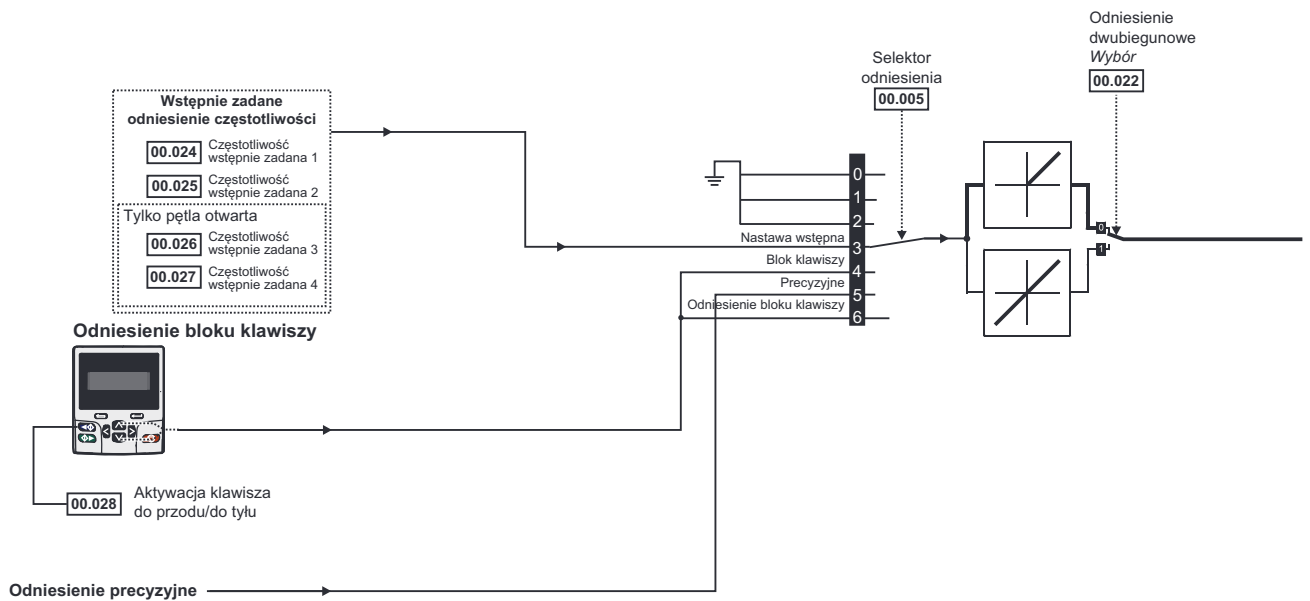 Odniesienie
dwubiegunowe
Wybór
00.022
Selektor
odniesienia
00.005
Wstępnie zadane
odniesienie częstotliwości
00.024 Częstotliwość
wstępnie zadana 1
00.025 Częstotliwość
wstępnie zadana 2
Tylko pętla otwarta
00.026 Częstotliwość
wstępnie zadana 3
00.027 Częstotliwość
wstępnie zadana 4
0
1
2
Nastawa wstępna 3
Blok klawiszy 4
Precyzyjne 5
Odniesienie bloku klawiszy 6
0
1
Odniesienie bloku klawiszy
00.028 Aktywacja klawisza
do przodu/do tyłu
Odniesienie precyzyjne